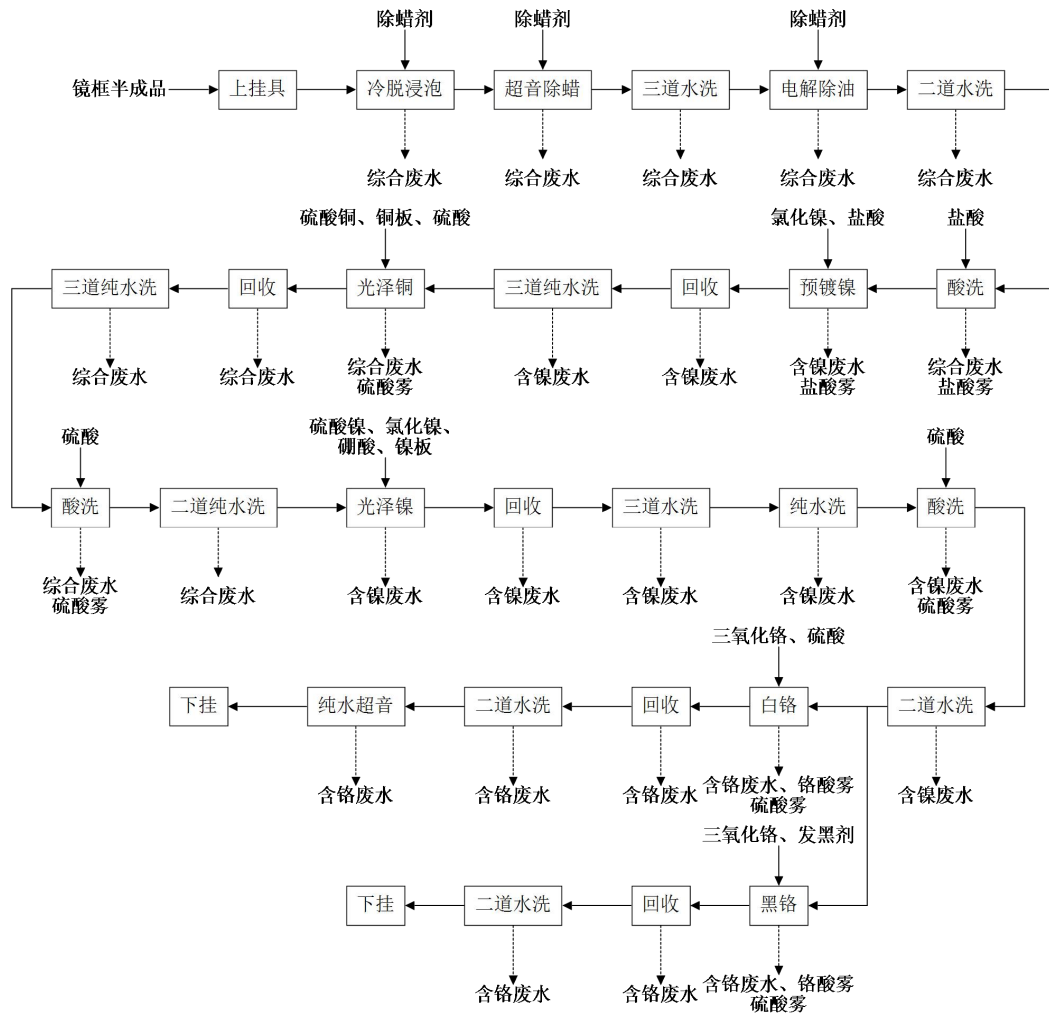 除蜡剂
除蜡剂
除蜡剂
镜框半成品
上挂具
冷脱浸泡
超音除蜡
三道水洗
电解除油
二道水洗
综合废水
综合废水
综合废水
综合废水
综合废水
硫酸铜、铜板、硫酸
氯化镍、盐酸
盐酸
三道纯水洗
回收
光泽铜
三道纯水洗
回收
预镀镍
酸洗
综合废水
综合废水
综合废水
硫酸雾
含镍废水
含镍废水
含镍废水
盐酸雾
综合废水
盐酸雾
硫酸
硫酸镍、氯化镍、
硼酸、镍板
硫酸
酸洗
二道纯水洗
光泽镍
回收
三道水洗
纯水洗
酸洗
综合废水
硫酸雾
综合废水
含镍废水
含镍废水
含镍废水
含镍废水
含镍废水
硫酸雾
三氧化铬、硫酸
下挂
纯水超音
二道水洗
回收
白铬
二道水洗
含铬废水
含铬废水
含铬废水
含铬废水、铬酸雾
硫酸雾
含镍废水
三氧化铬、发黑剂
下挂
二道水洗
回收
黑铬
含铬废水
含铬废水
含铬废水、铬酸雾
硫酸雾